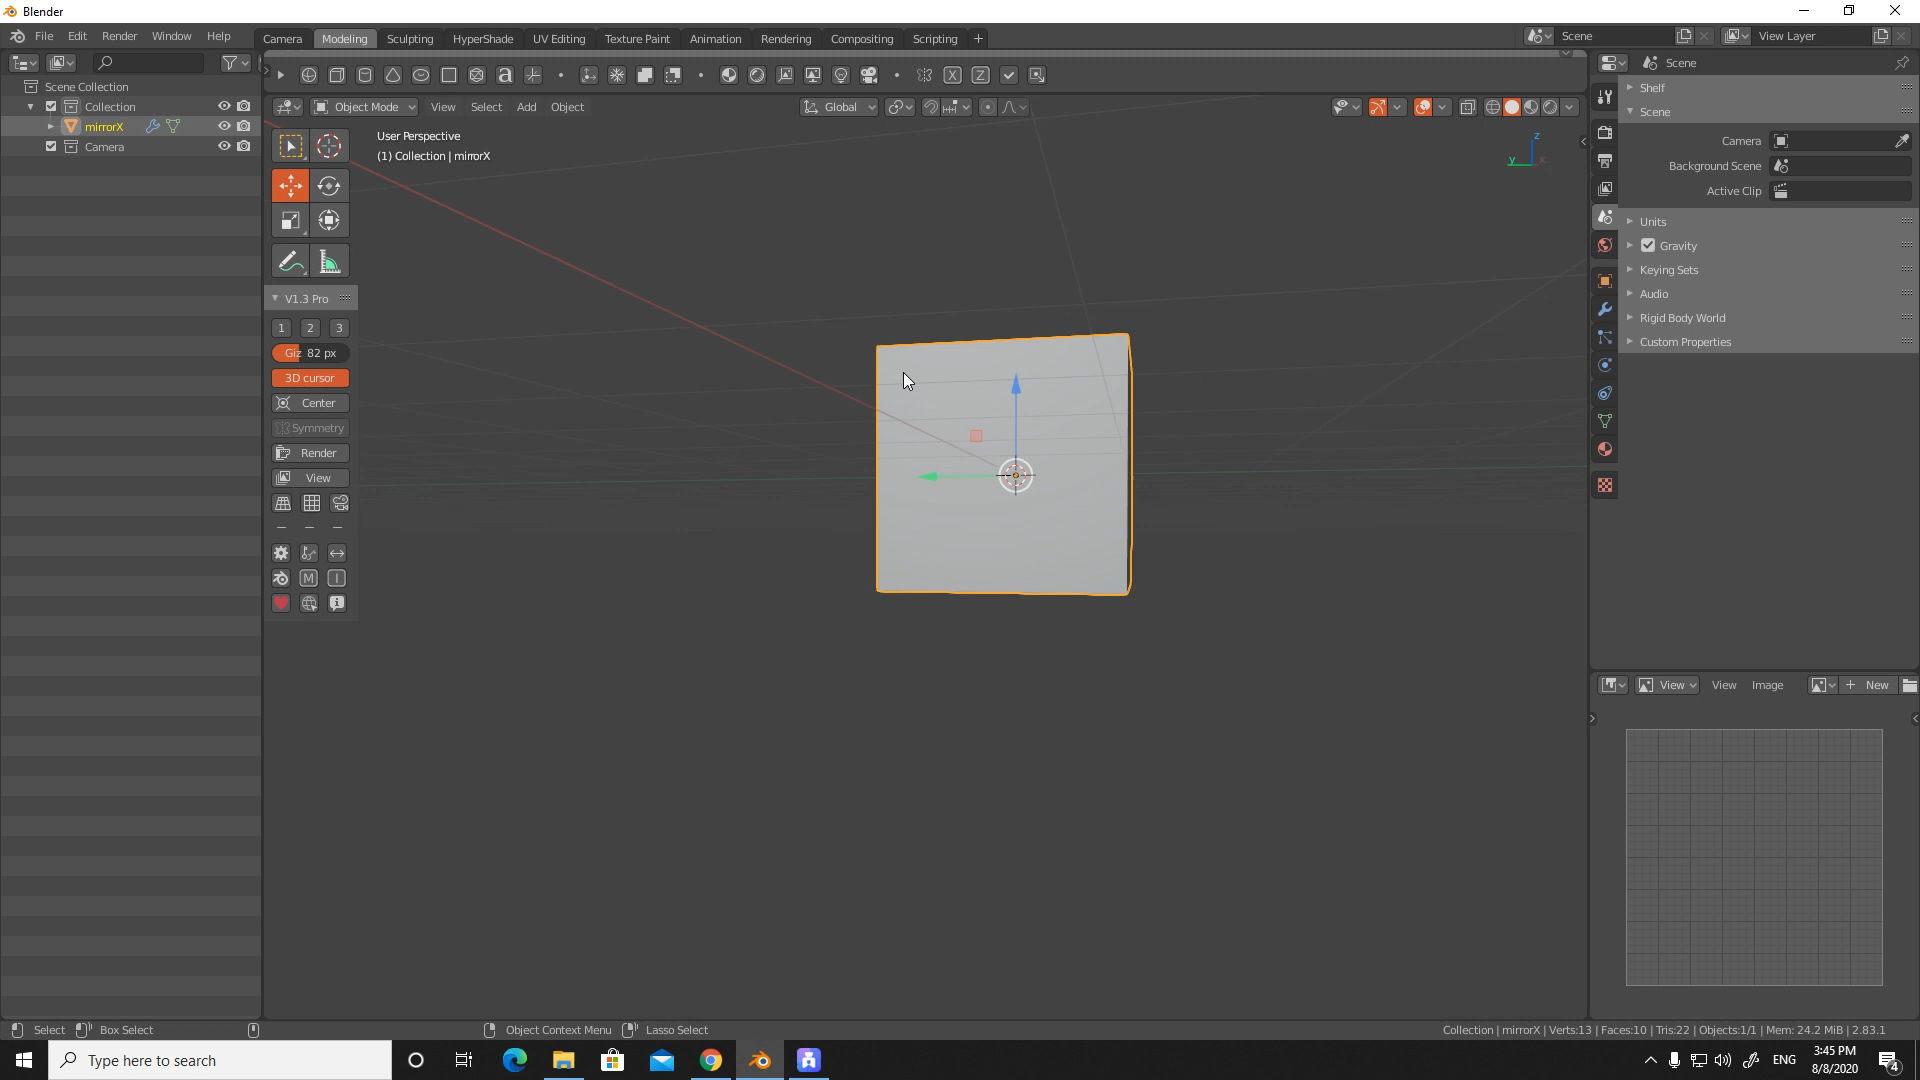 Blender
File Edit Render Window Help
Camera Modeling Sculpting HyperShade UV Editing Texture Paint Animation Rendering Compositing Scripting +
Scene
View Layer
Scene Collection
Collection
mirrorX
Camera
a X Z
Object Mode View Select Add Object
Global
User Perspective
(1) Collection | mirrorX
z
y x
V1.3 Pro
1 2 3
Giz 82 px
3D cursor
Center
Symmetry
Render
View
M I
Scene
Shelf
Scene
Camera
Background Scene
Active Clip
Units
Gravity
Keying Sets
Audio
Rigid Body World
Custom Properties
View View Image + New
Select Box Select Object Context Menu Lasso Select
Collection | mirrorX | Verts:13 | Faces:10 | Tris:22 | Objects:1/1 | Mem: 24.2 MiB | 2.83.1
Type here to search
ENG
3:45 PM
8/8/2020
4